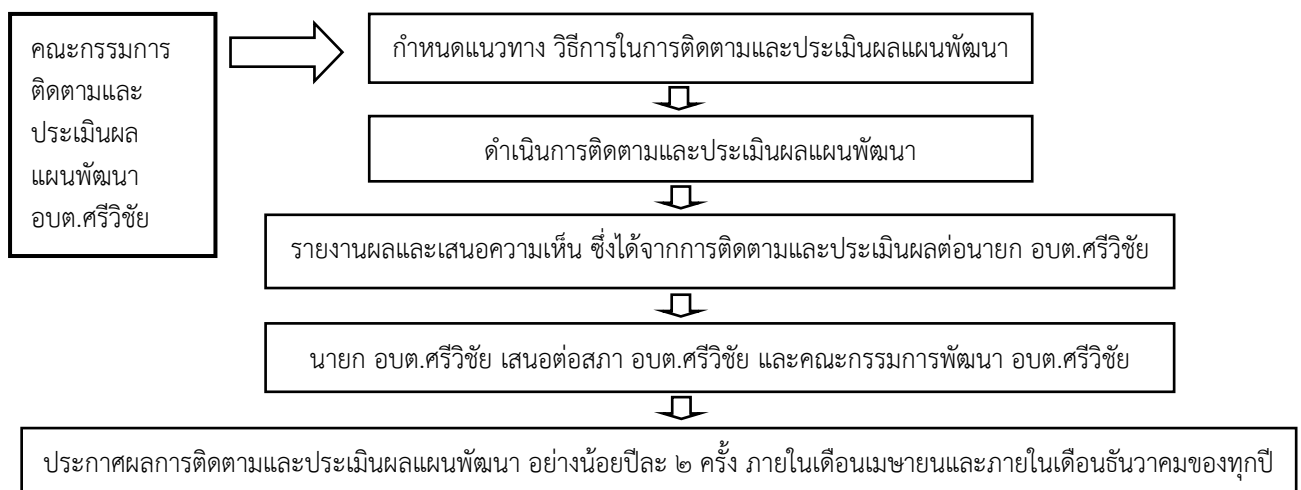 คณะกรรมการ
ติดตามและ
ประเมินผล
แผนพัฒนา
อบต.ศรีวิชัย
กำหนดแนวทาง วิธีการในการติดตามและประเมินผลแผนพัฒนา
ดำเนินการติดตามและประเมินผลแผนพัฒนา
รายงานผลและเสนอความเห็น ซึ่งได้จากการติดตามและประเมินผลต่อนายก อบต.ศรีวิชัย
นายก อบต.ศรีวิชัย เสนอต่อสภา อบต.ศรีวิชัย และคณะกรรมการพัฒนา อบต.ศรีวิชัย
ประกาศผลการติดตามและประเมินผลแผนพัฒนา อย่างน้อยปีละ ๒ ครั้ง ภายในเดือนเมษายนและภายในเดือนธันวาคมของทุกปี